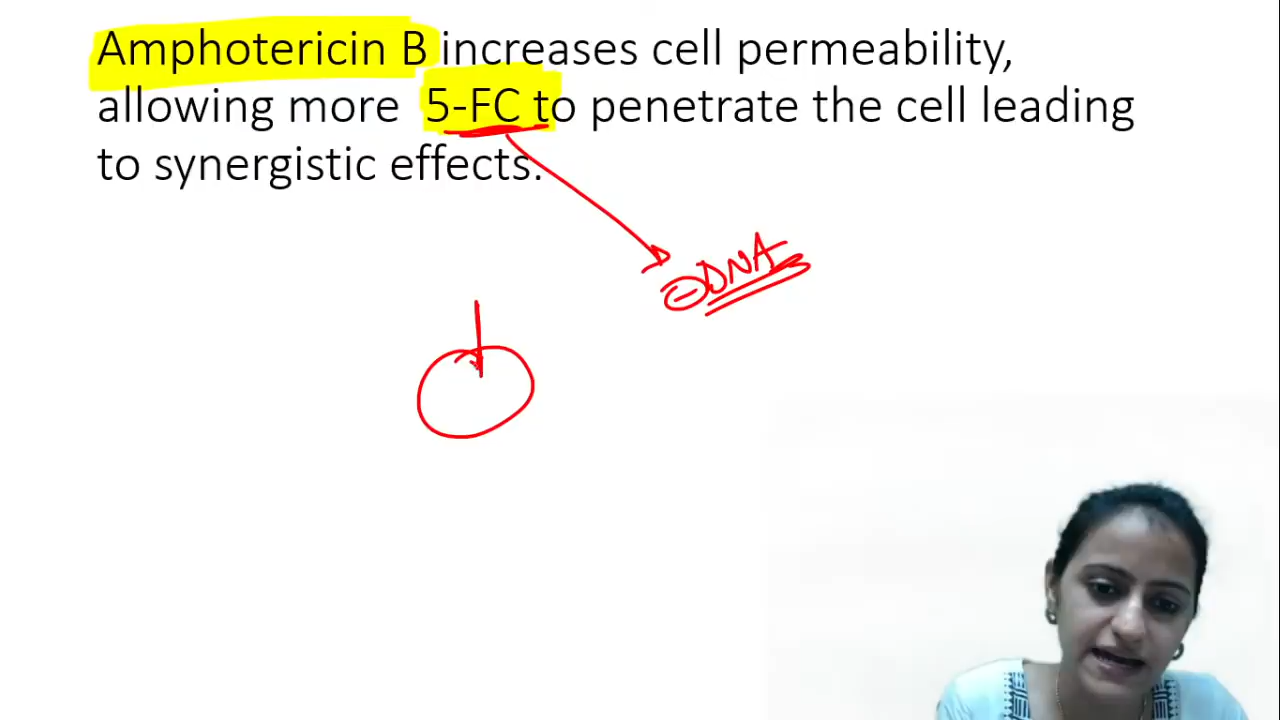 Amphotericin B increases cell permeability,
allowing more 5-FC to penetrate the cell leading
to synergistic effects.
⊖DNA